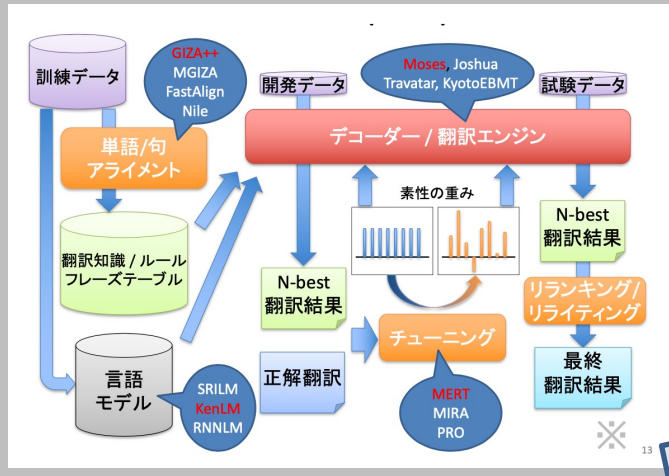 訓練データ
GIZA++
MGIZA
FastAlign
Nile
開発データ
Moses, Joshua
Travatar, KyotoEBMT
試験データ
単語/句
アライメント
デコーダー / 翻訳エンジン
素性の重み
翻訳知識 / ルール
フレーズテーブル
N-best
翻訳結果
N-best
翻訳結果
リランキング/
リライティング
チューニング
言語
モデル
SRILM
KenLM
RNNLM
正解翻訳
MERT
MIRA
PRO
最終
翻訳結果
※
13